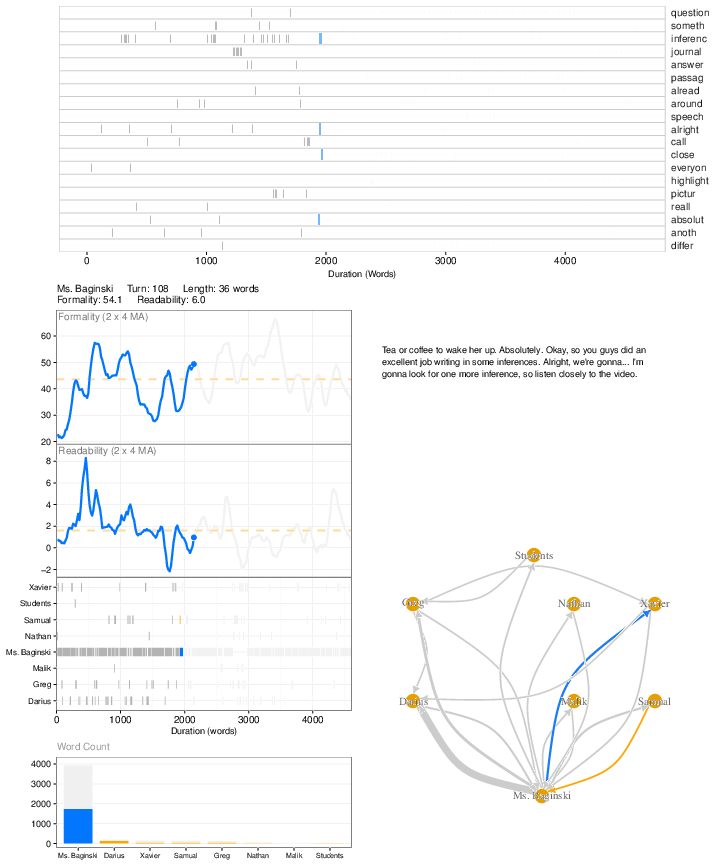 question
someth
inferenc
journal
answer
passag
alread
around
speech
alright
call
close
everyon
highlight
pictur
reall
absolut
anoth
differ
0 1000 2000 3000 4000
Duration (Words)
Ms. Baginski Turn: 108 Length: 36 words
Formality: 54.1 Readability: 6.0
Formality (2 x 4 MA)
60
50
40
30
20
Readability (2 x 4 MA)
8
6
4
2
0
−2
Xavier
Students
Samual
Nathan
Ms. Baginski
Malik
Greg
Darius
0 1000 2000 3000 4000
Duration (words)
Word Count
4000
3000
2000
1000
0
Ms. Baginski Darius Xavier Samual Greg Nathan Malik Students
Tea or coffee to wake her up. Absolutely. Okay, so you guys did an
excellent job writing in some inferences. Alright, we're gonna... I'm
gonna look for one more inference, so listen closely to the video.
Students
Greg Nathan Xavier
Darius Malik Samual
Ms. Baginski